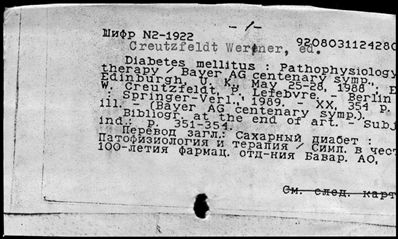 Шифр N2-1922
Creutzfeldt Werner, ed.
9208031124280
Diabetes mellitus : Pathophysiology
therapy / Bayer AG centenary symp.,
Edinburgh, U. K., May 25-28, 1988 : E
W. Creutzfeldt, P. Lefebvre. - Berlin
: Springer-Verl., 1989. - XX, 354 p.
ill. - (Bayer AG centenary symp.).
Bibliogr. at the end of art. - Subj
ind.: p. 351-354.
Перевод загл.: Сахарный диабет :
Патофизиология и терапия / Симп. в чест
100-летия фармац. отд-ния Бавар. АО,
См. след. карт